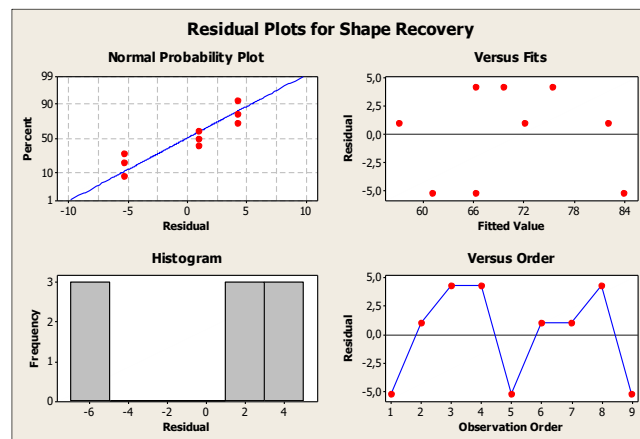 Residual Plots for Shape Recovery
Normal Probability Plot
99
90
50
10
1
Percent
-10 -5 0 5 10
Residual
Versus Fits
5,0
2,5
0,0
-2,5
-5,0
Residual
60 66 72 78 84
Fitted Value
Histogram
3
2
1
0
Frequency
-6 -4 -2 0 2 4
Residual
Versus Order
5,0
2,5
0,0
-2,5
-5,0
Residual
1 2 3 4 5 6 7 8 9
Observation Order